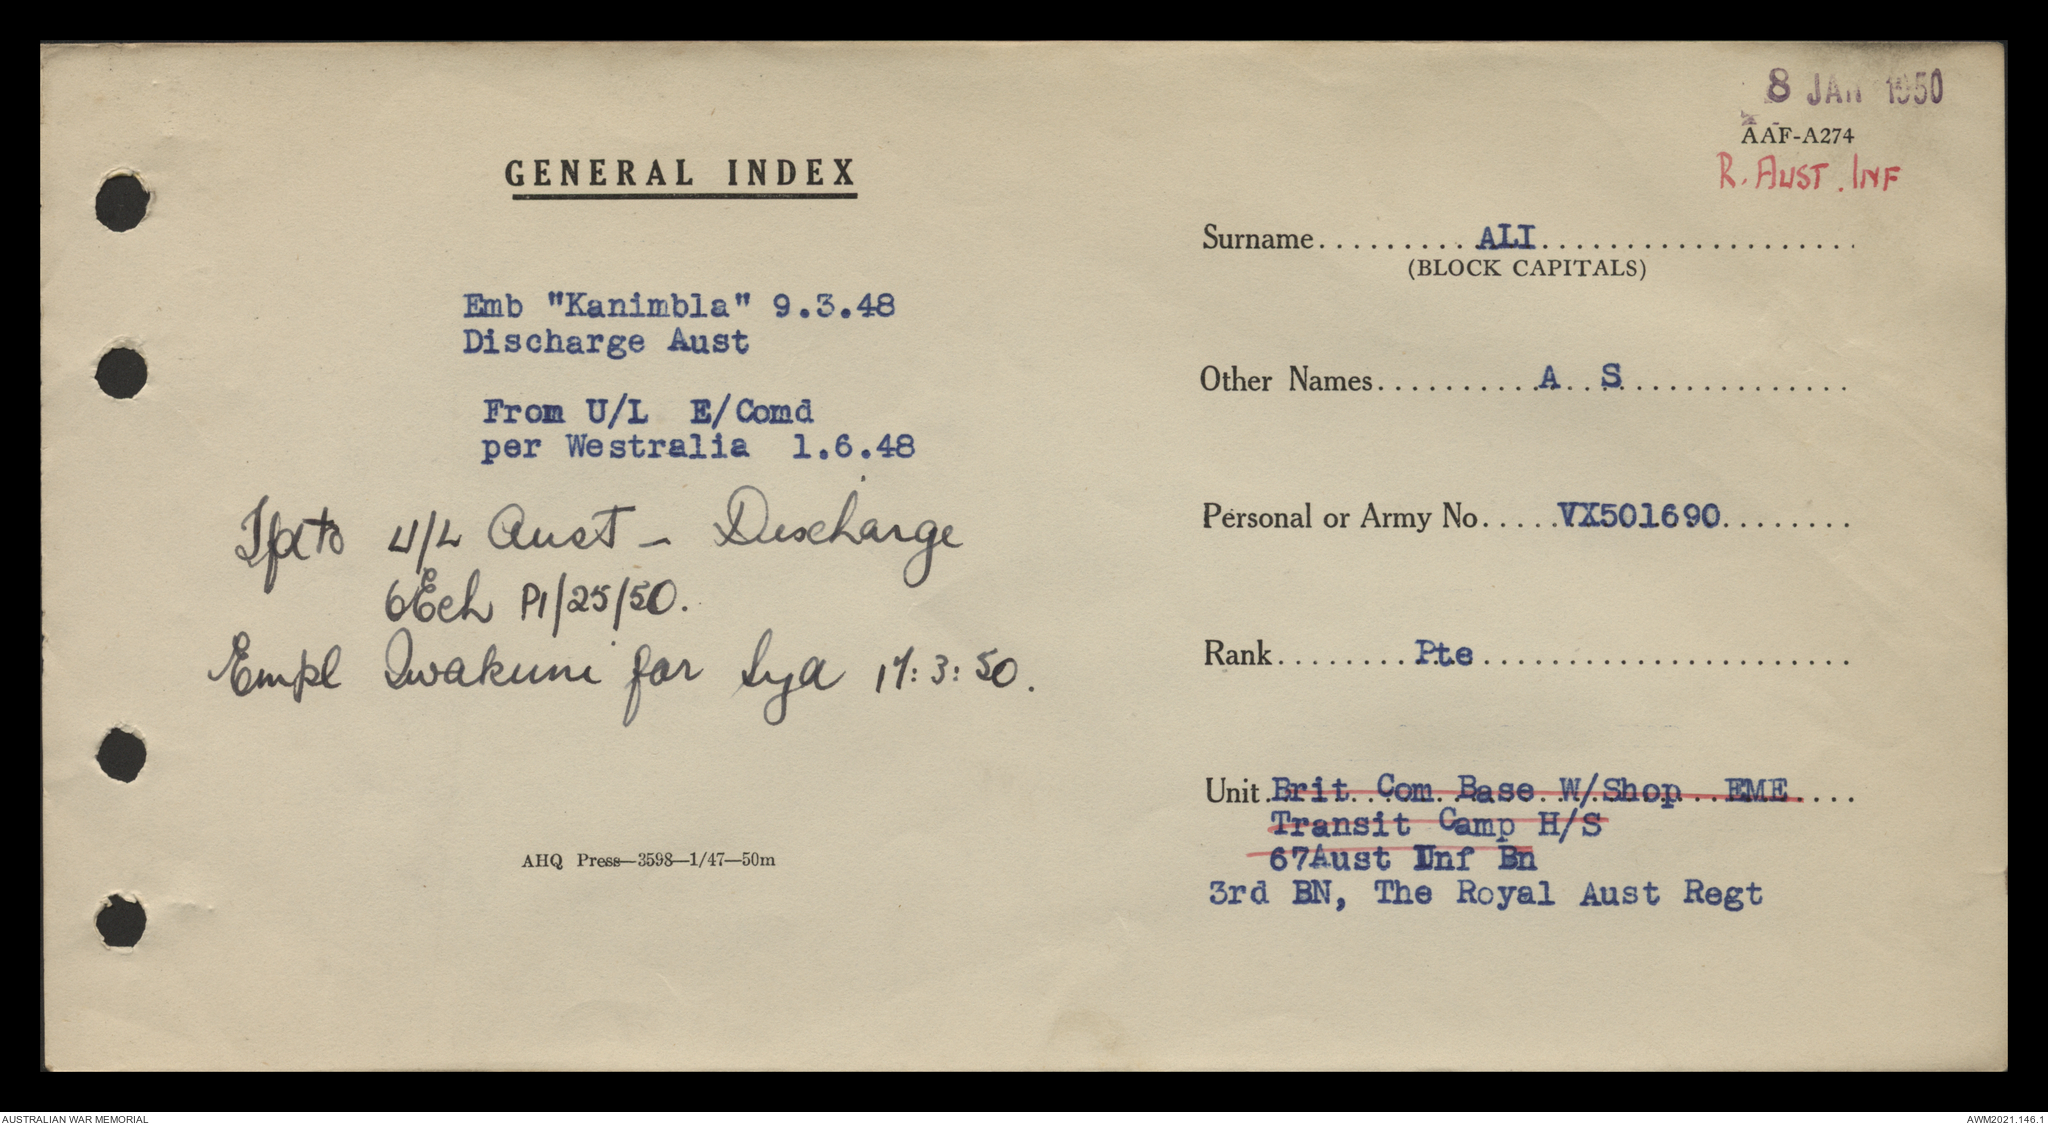 8 JAN 1950
AAF-A274
R. AUST. INF
GENERAL INDEX
Emb "Kanimbla" 9.3.48
Discharge Aust
From U/L E/Comd
per Westralia 1.6.48
Tfd to U/L Aust - Discharge
6Ech P1/25/50.
Empl Iwakuni for Syd 17:3:50.
AHQ Press—3598—1/47—50m
Surname ALI
(BLOCK CAPITALS)
Other Names A S
Personal or Army No VX501690
Rank Pte
Unit Brit Com Base W/Shop EME
Transit Camp H/S
67Aust Inf Bn
3rd BN, The Royal Aust Regt
AUSTRALIAN WAR MEMORIAL
AWM2021.146.1